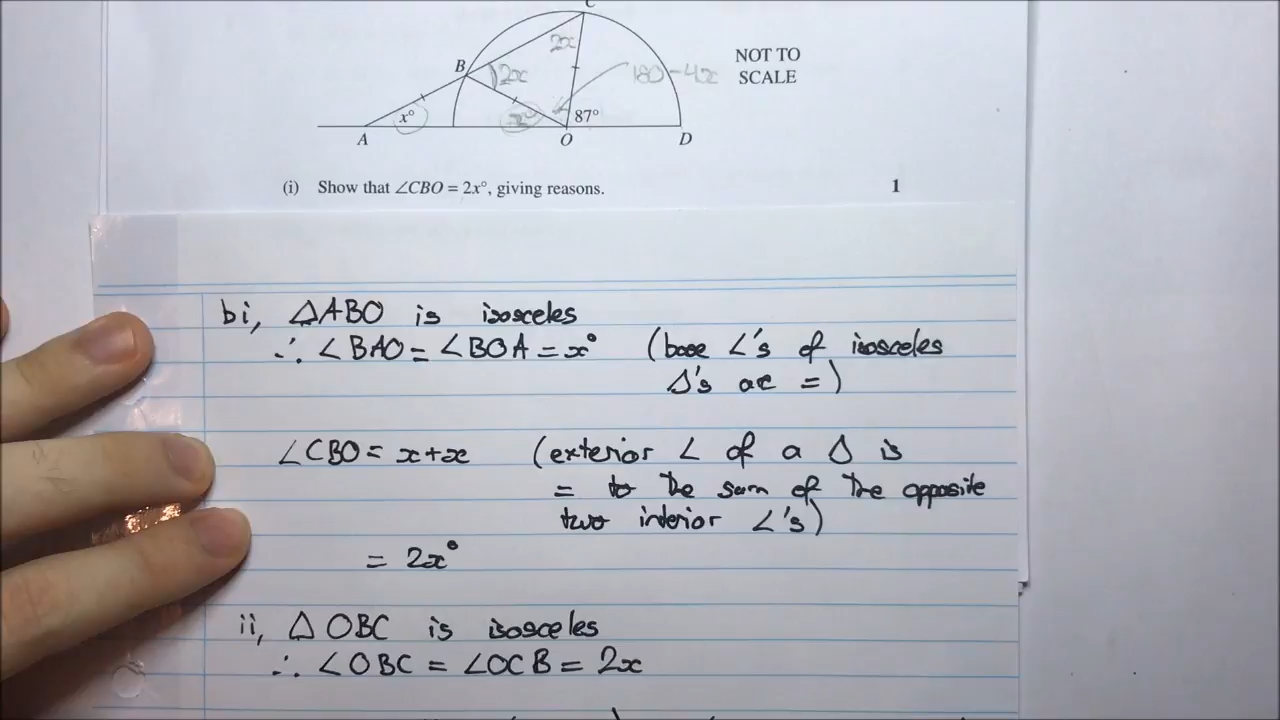 C
2x
B
2x
180-4x
NOT TO
SCALE
x°
x°
87°
A
O
D
(i) Show that ∠CBO = 2x°, giving reasons.
1
bi, △ABO is isosceles
∴ ∠BAO = ∠BOA = x° (base ∠'s of isosceles
△'s are =)
∠CBO = x+x (exterior ∠ of a △ is
= to the sum of the opposite
two interior ∠'s)
= 2x°
ii, △OBC is isosceles
∴ ∠OBC = ∠OCB = 2x